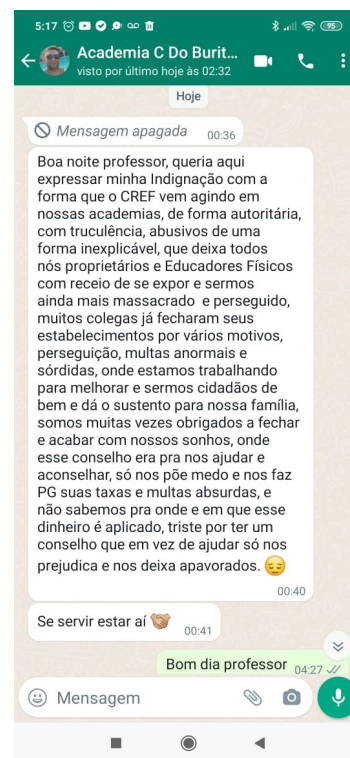 5:17
95
Academia C Do Burit...
visto por último hoje às 02:32
Hoje
Mensagem apagada 00:36
Boa noite professor, queria aqui
expressar minha Indignação com a
forma que o CREF vem agindo em
nossas academias, de forma autoritária,
com truculência, abusivos de uma
forma inexplicável, que deixa todos
nós proprietários e Educadores Físicos
com receio de se expor e sermos
ainda mais massacrado e perseguido,
muitos colegas já fecharam seus
estabelecimentos por vários motivos,
perseguição, multas anormais e
sórdidas, onde estamos trabalhando
para melhorar e sermos cidadãos de
bem e dá o sustento para nossa família,
somos muitas vezes obrigados a fechar
e acabar com nossos sonhos, onde
esse conselho era pra nos ajudar e
aconselhar, só nos põe medo e nos faz
PG suas taxas e multas absurdas, e
não sabemos pra onde e em que esse
dinheiro é aplicado, triste por ter um
conselho que em vez de ajudar só nos
prejudica e nos deixa apavorados. 😔
00:40
Se servir estar aí 🤝🏼 00:41
Bom dia professor 04:27
Mensagem